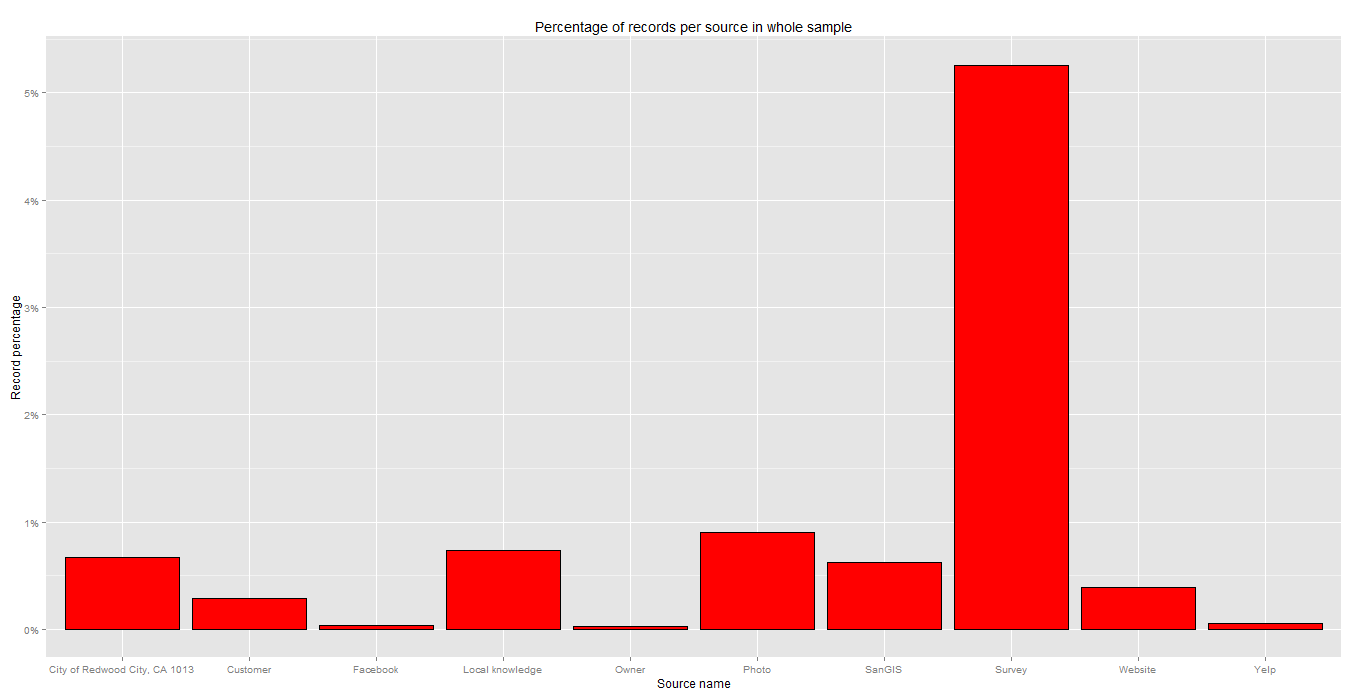 Percentage of records per source in whole sample
Record percentage
5%
4%
3%
2%
1%
0%
City of Redwood City, CA 1013 Customer Facebook Local knowledge Owner Photo SanGIS Survey Website Yelp
Source name